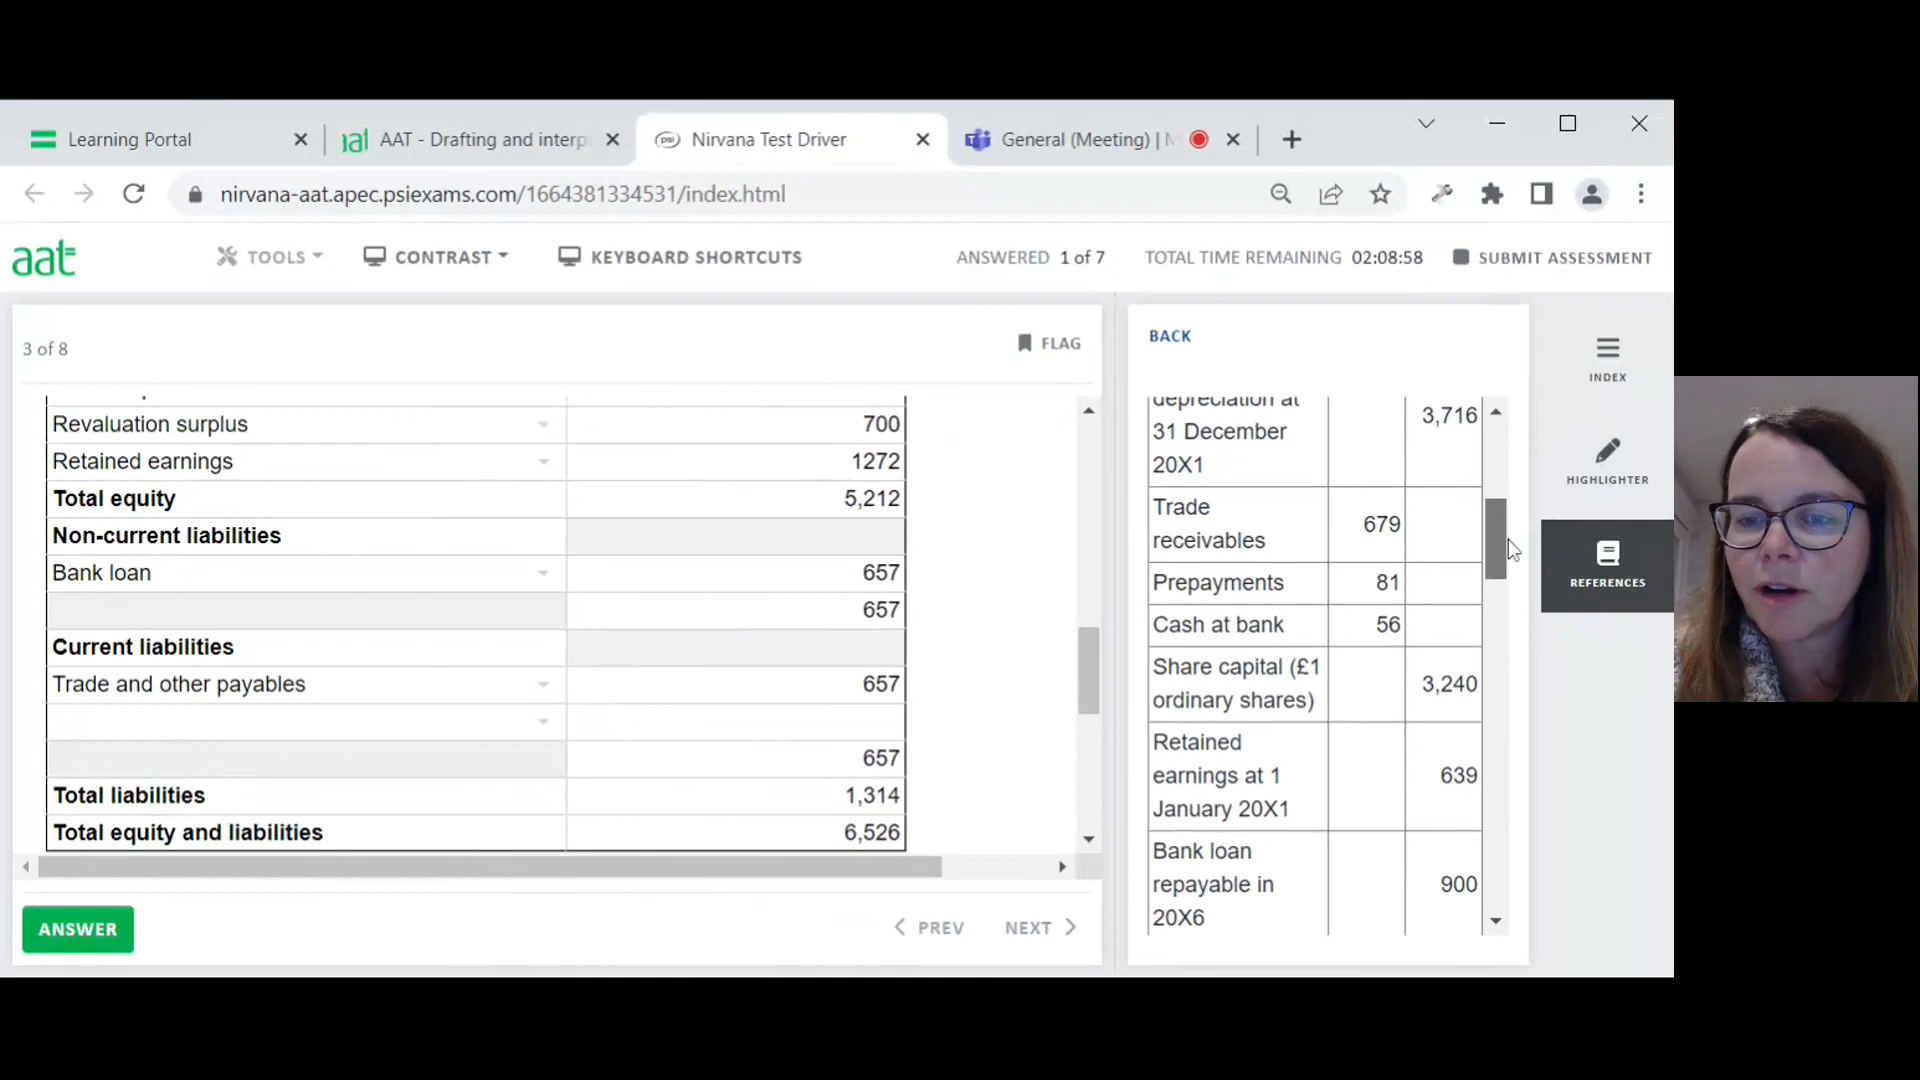 Learning Portal
aat
AAT - Drafting and interp
psi
Nirvana Test Driver
General (Meeting) | M
nirvana-aat.apec.psiexams.com/1664381334531/index.html
aat
TOOLS
CONTRAST
KEYBOARD SHORTCUTS
ANSWERED 1 of 7
TOTAL TIME REMAINING 02:08:58
SUBMIT ASSESSMENT
3 of 8
FLAG
Revaluation surplus 700
Retained earnings 1272
Total equity 5,212
Non-current liabilities
Bank loan 657
657
Current liabilities
Trade and other payables 657
657
Total liabilities 1,314
Total equity and liabilities 6,526
ANSWER
PREV
NEXT
BACK
depreciation at
31 December
20X1
3,716
Trade
receivables
679
Prepayments 81
Cash at bank 56
Share capital (£1
ordinary shares)
3,240
Retained
earnings at 1
January 20X1
639
Bank loan
repayable in
20X6
900
INDEX
HIGHLIGHTER
REFERENCES